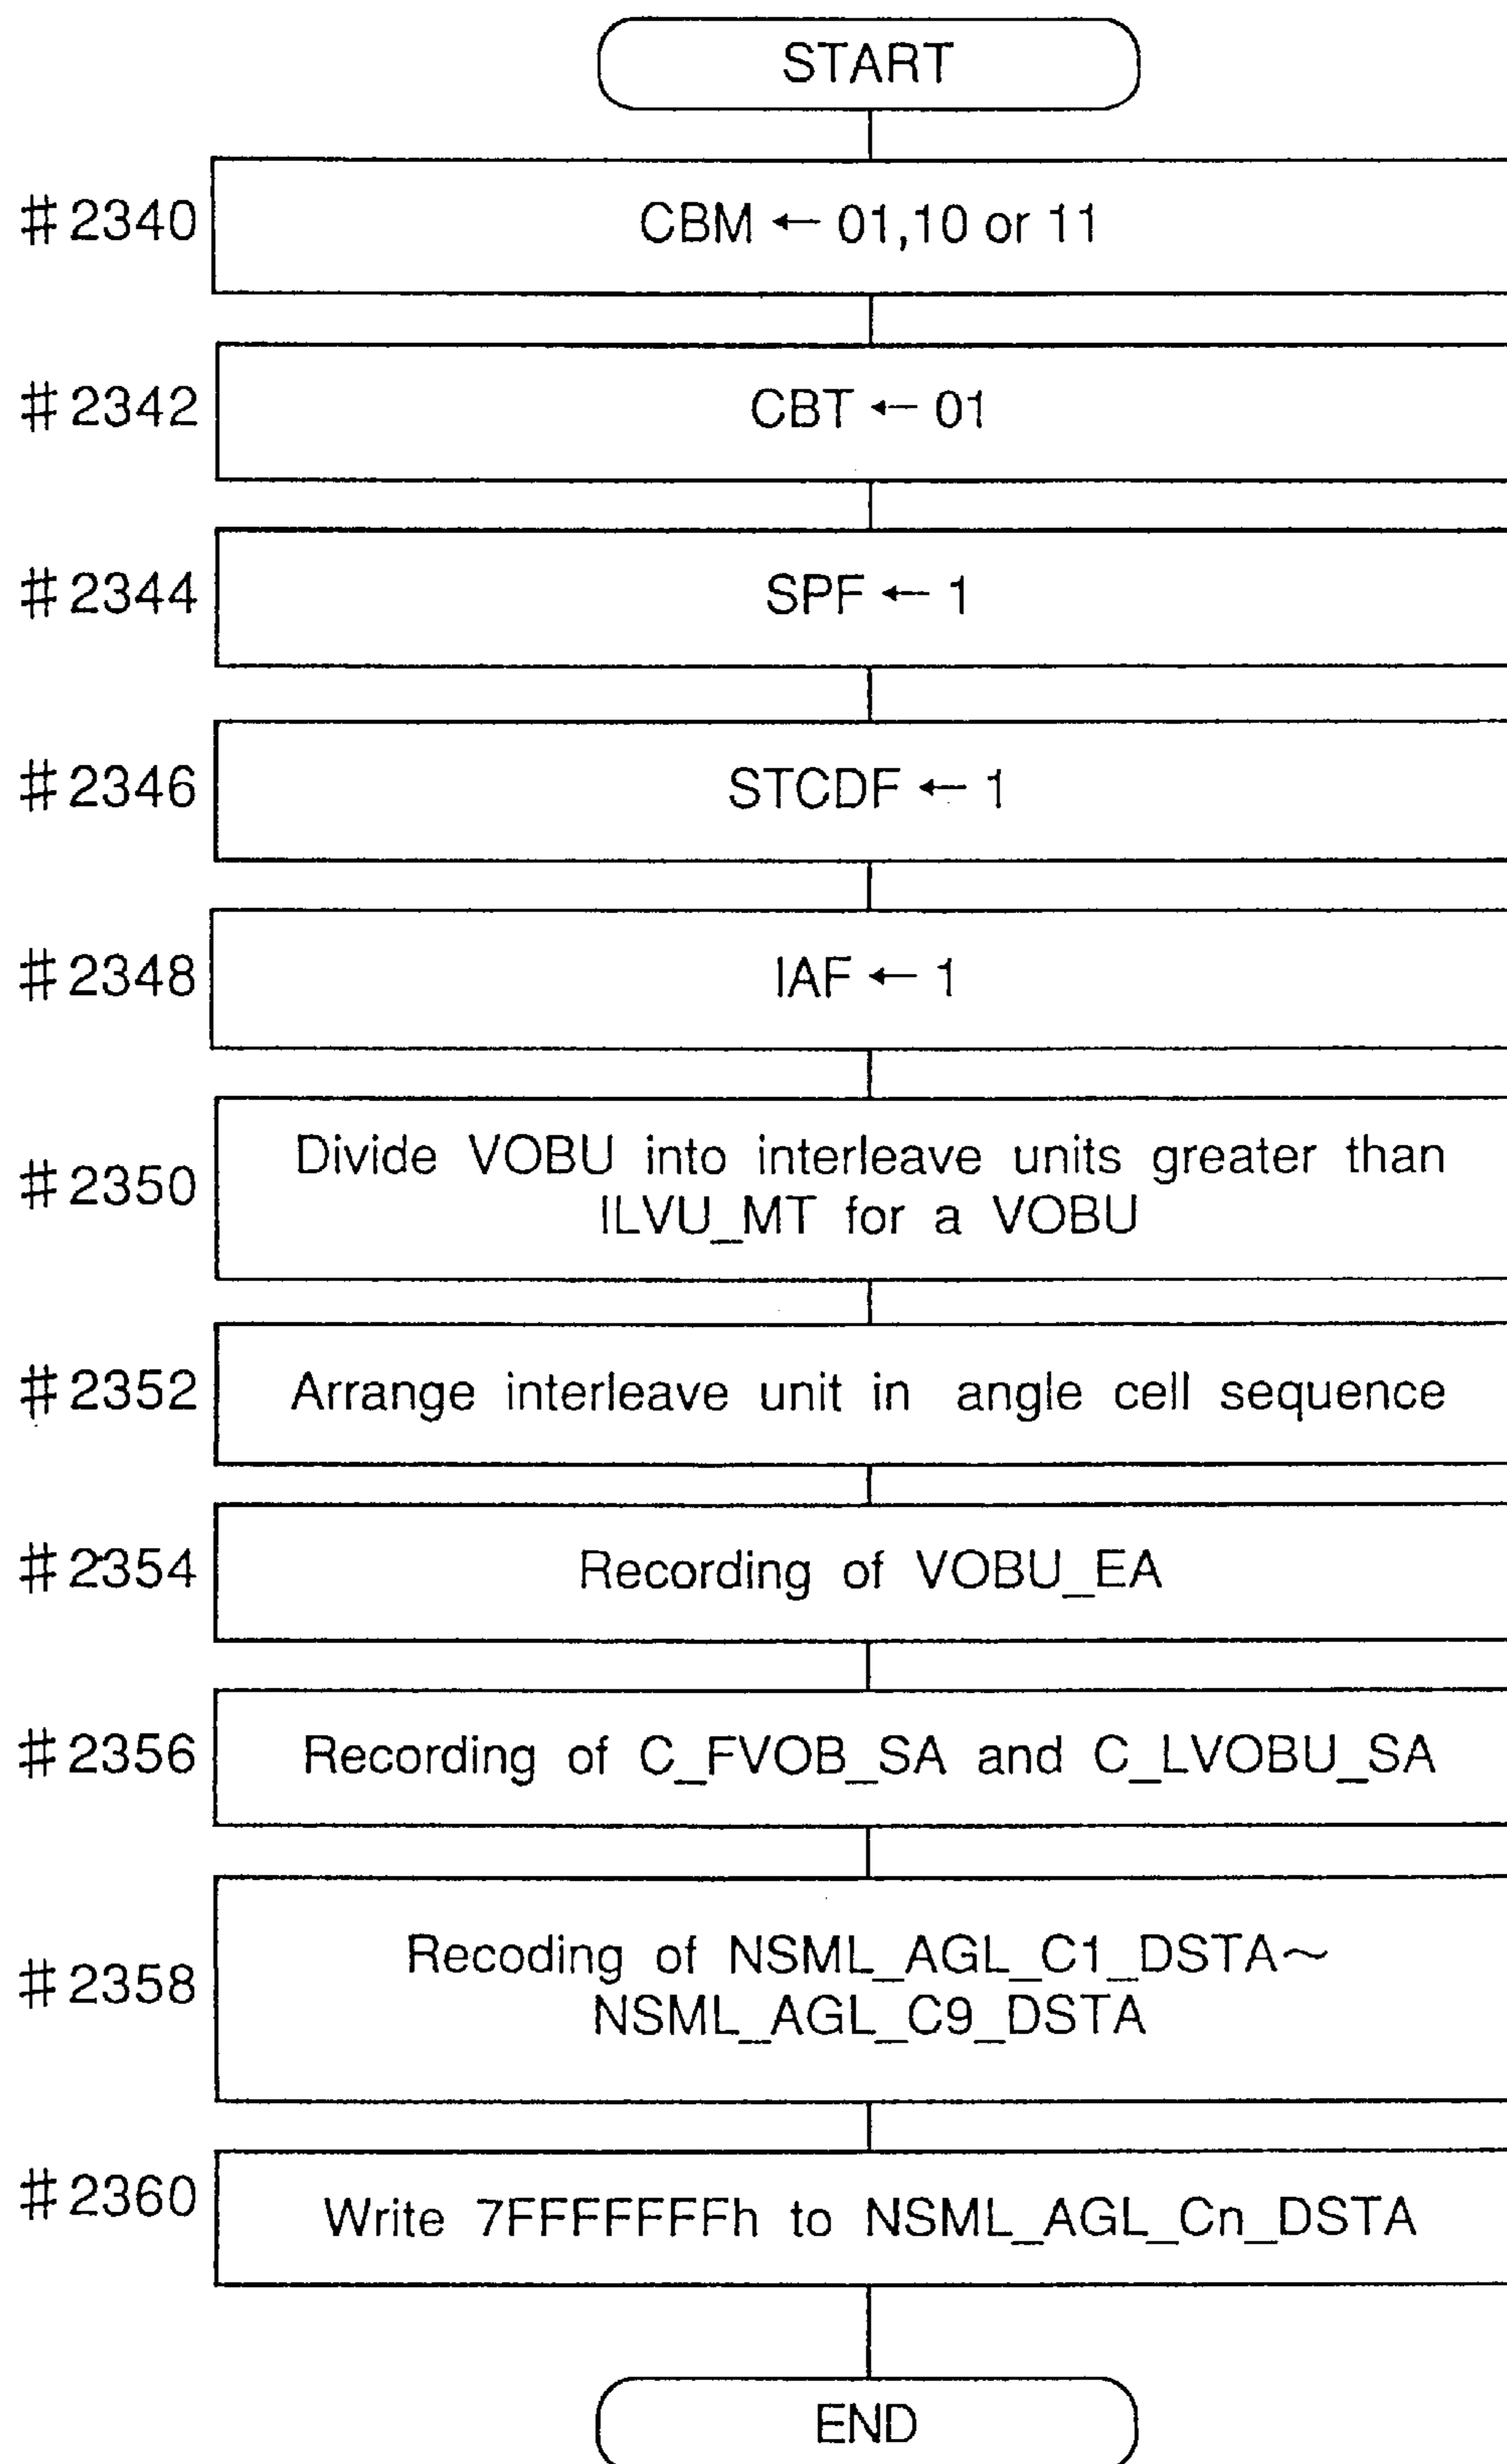 START
#2340
CBM ← 01,10 or 11
#2342
CBT ← 01
#2344
SPF ← 1
#2346
STCDF ← 1
#2348
IAF ← 1
#2350
Divide VOBU into interleave units greater than
ILVU_MT for a VOBU
#2352
Arrange interleave unit in angle cell sequence
#2354
Recording of VOBU_EA
#2356
Recording of C_FVOB_SA and C_LVOBU_SA
#2358
Recoding of NSML_AGL_C1_DSTA~
NSML_AGL_C9_DSTA
#2360
Write 7FFFFFFFh to NSML_AGL_Cn_DSTA
END